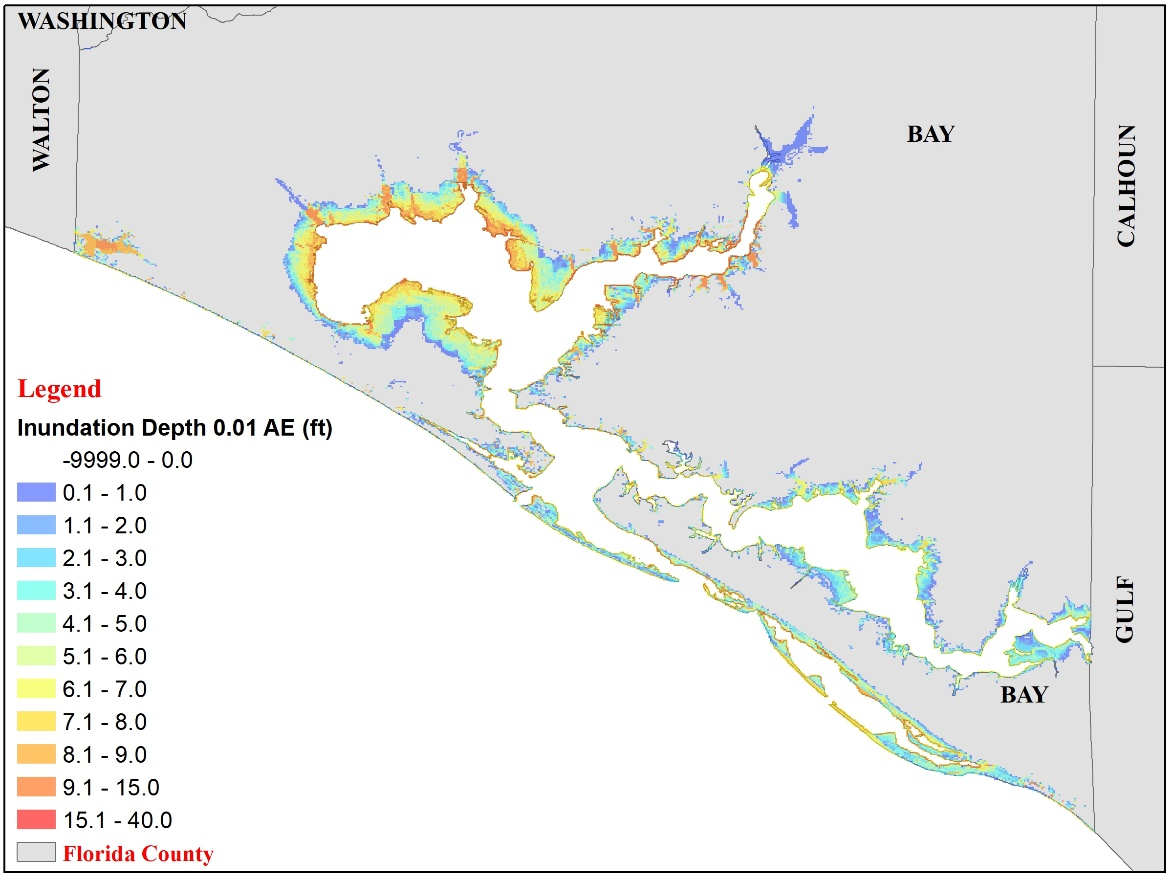 WASHINGTON
WALTON
BAY
CALHOUN
Legend
Inundation Depth 0.01 AE (ft)
-9999.0 - 0.0
0.1 - 1.0
1.1 - 2.0
2.1 - 3.0
3.1 - 4.0
4.1 - 5.0
5.1 - 6.0
6.1 - 7.0
7.1 - 8.0
8.1 - 9.0
9.1 - 15.0
15.1 - 40.0
Florida County
GULF
BAY